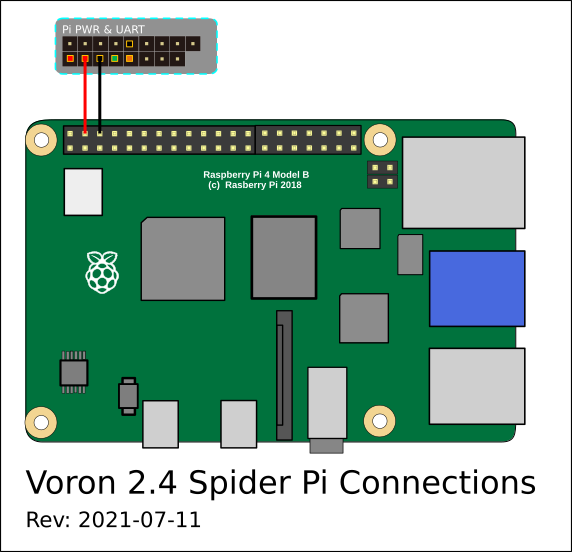 Pi PWR & UART
Raspberry Pi 4 Model B
(c) Rasberry Pi 2018
Voron 2.4 Spider Pi Connections
Rev: 2021-07-11